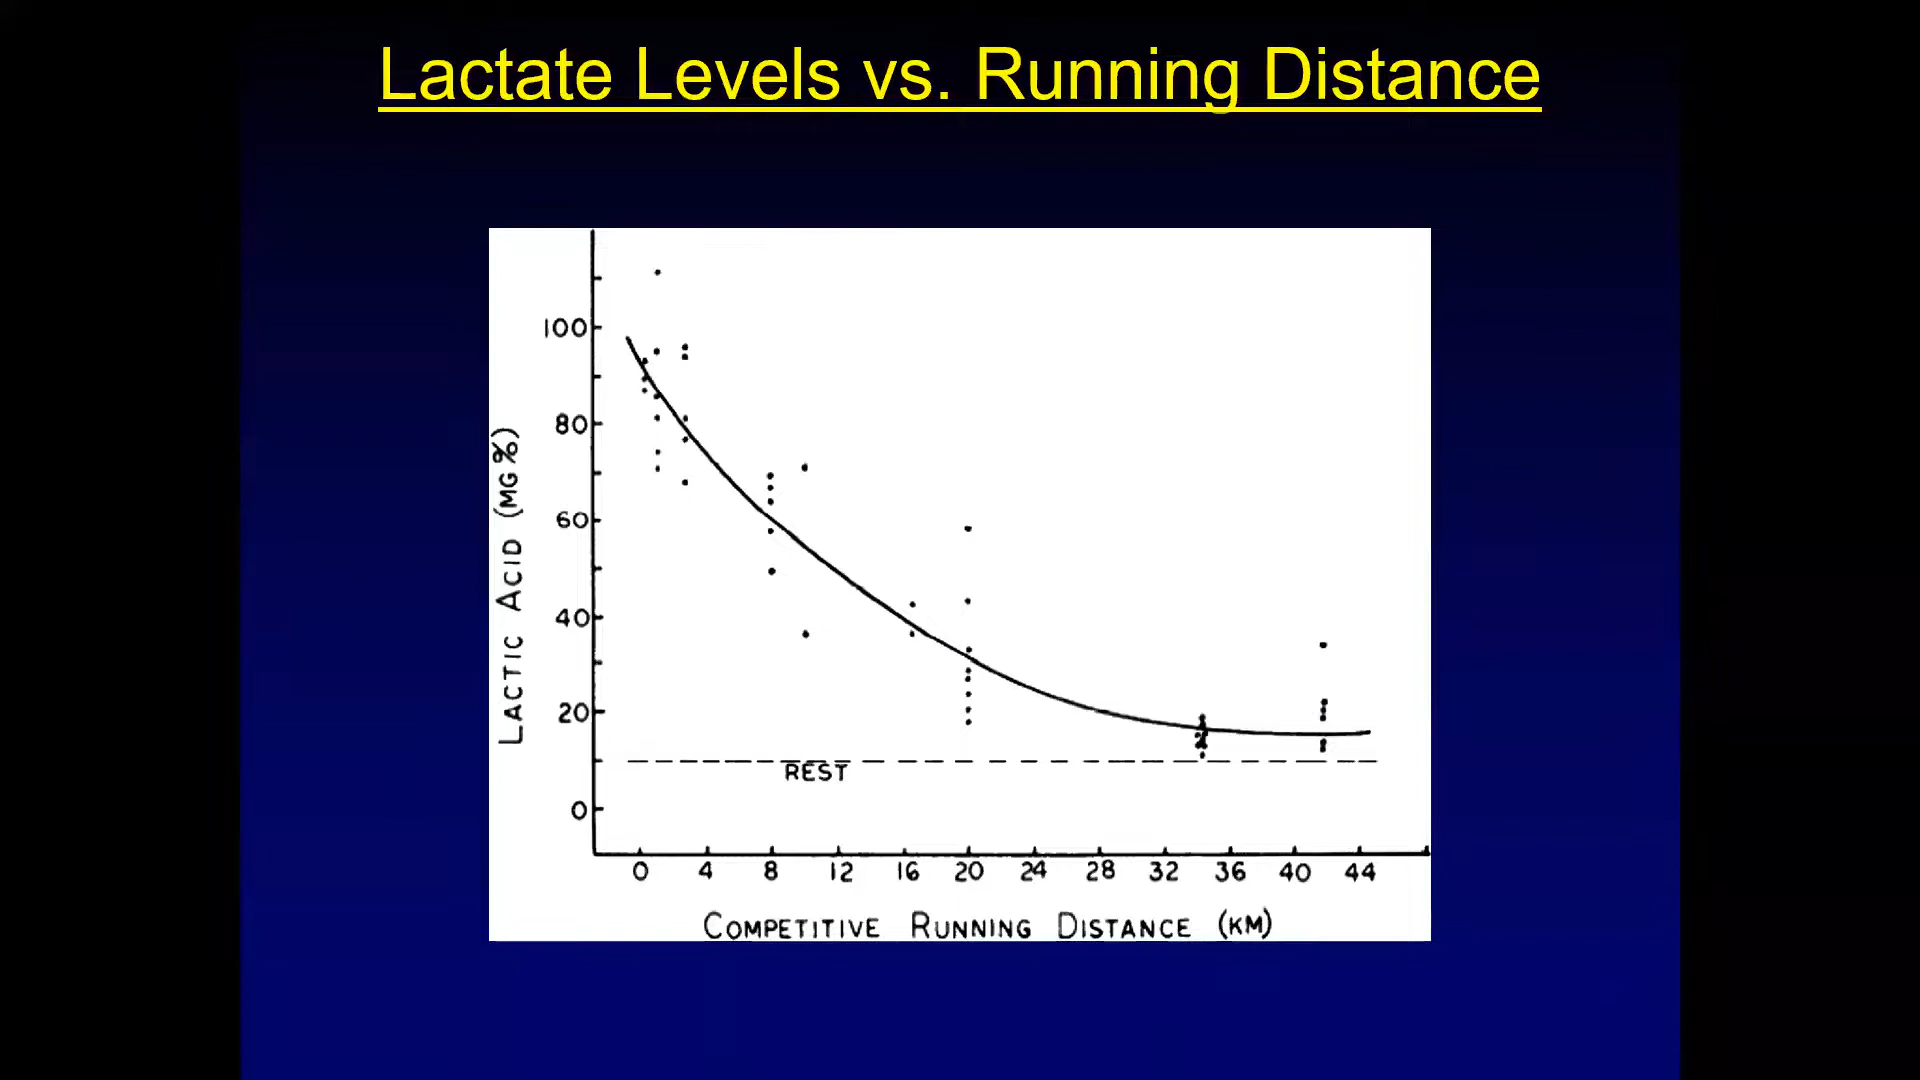 Lactate Levels vs. Running Distance
100
80
60
40
20
0
LACTIC ACID (MG%)
REST
0 4 8 12 16 20 24 28 32 36 40 44
COMPETITIVE RUNNING DISTANCE (KM)